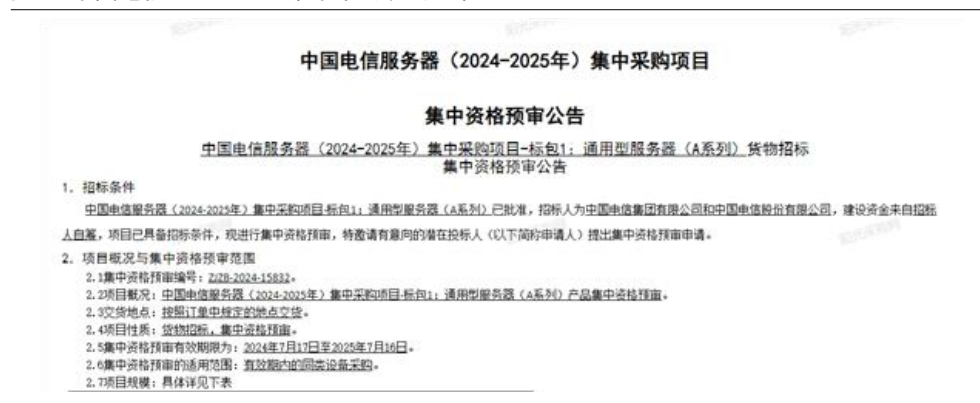 中国电信服务器（2024-2025年）集中采购项目
集中资格预审公告
中国电信服务器（2024-2025年）集中采购项目-标包1：通用型服务器（A系列）货物招标
集中资格预审公告
1. 招标条件
中国电信服务器（2024-2025年）集中采购项目-标包1：通用型服务器（A系列）已批准，招标人为中国电信集团有限公司和中国电信股份有限公司，建设资金来自招标
人自筹，项目已具备招标条件，现进行集中资格预审，特邀请有意向的潜在投标人（以下简称申请人）提出集中资格预审申请。
2. 项目概况与集中资格预审范围
2.1集中资格预审编号：ZJZB-2024-15832。
2.2项目概况：中国电信服务器（2024-2025年）集中采购项目-标包1：通用型服务器（A系列）产品集中资格预审。
2.3交货地点：按照订单中规定的地点交货。
2.4项目性质：货物招标，集中资格预审。
2.5集中资格预审有效期限为：2024年7月17日至2025年7月16日。
2.6集中资格预审的适用范围：有效期内的同类设备采购。
2.7项目规模：具体详见下表